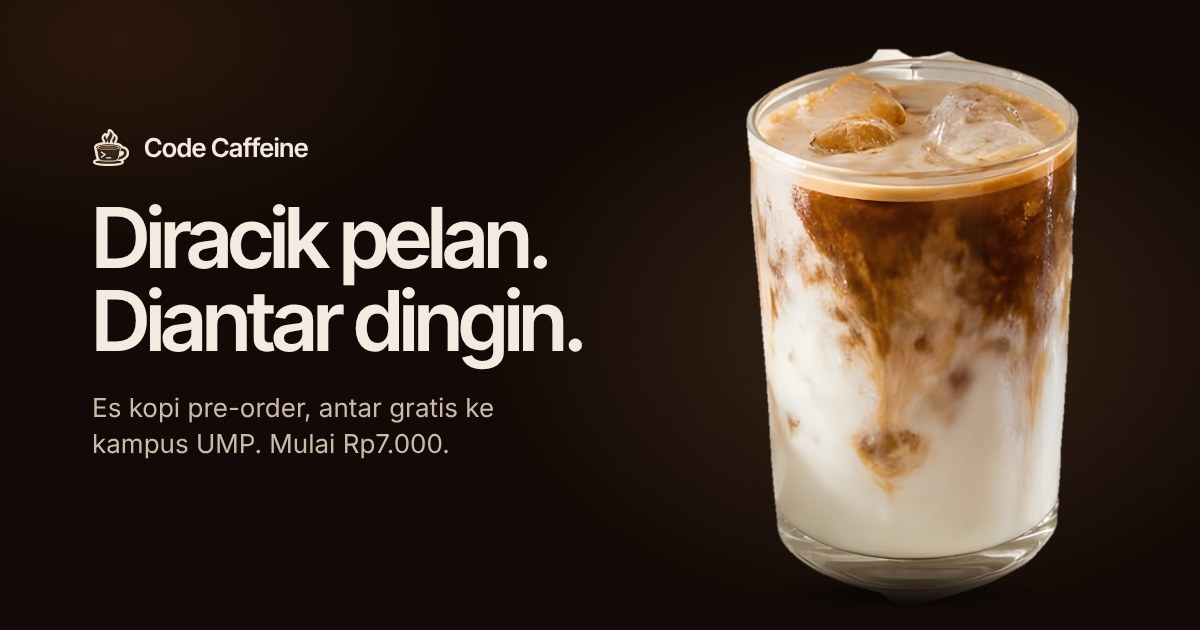 Code Caffeine
Diracik pelan.
Diantar dingin.
Es kopi pre-order, antar gratis ke
kampus UMP. Mulai Rp7.000.